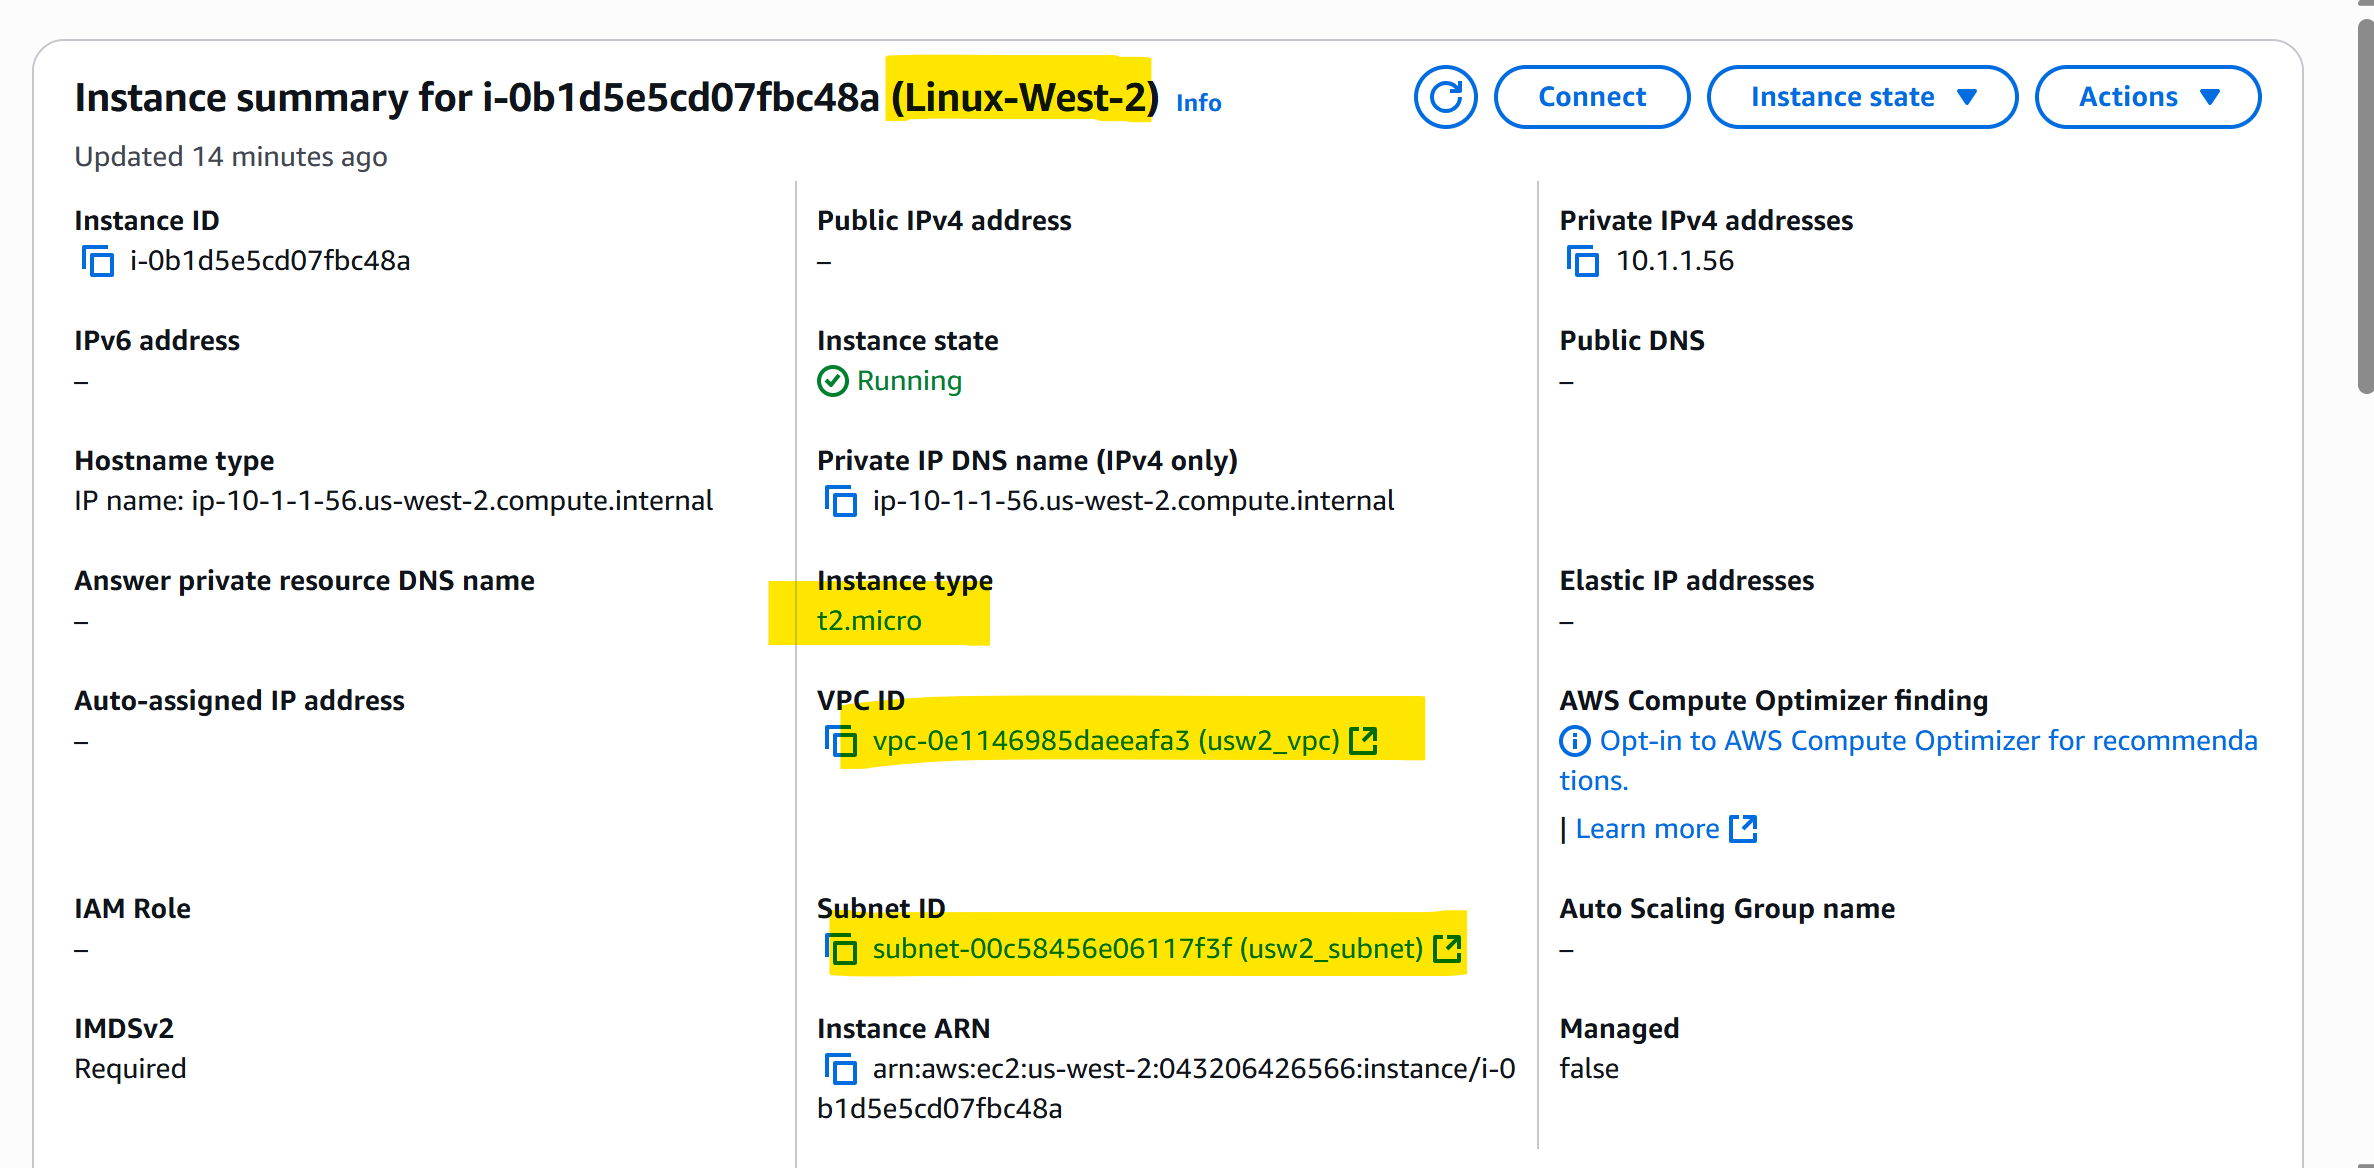 Instance summary for i-0b1d5e5cd07fbc48a (Linux-West-2) Info
Connect
Instance state
Actions
Updated 14 minutes ago
Instance ID
i-0b1d5e5cd07fbc48a
Public IPv4 address
–
Private IPv4 addresses
10.1.1.56
IPv6 address
–
Instance state
Running
Public DNS
–
Hostname type
IP name: ip-10-1-1-56.us-west-2.compute.internal
Private IP DNS name (IPv4 only)
ip-10-1-1-56.us-west-2.compute.internal
Answer private resource DNS name
–
Instance type
t2.micro
Elastic IP addresses
–
Auto-assigned IP address
–
VPC ID
vpc-0e1146985daeeafa3 (usw2_vpc)
AWS Compute Optimizer finding
Opt-in to AWS Compute Optimizer for recommenda
tions.
| Learn more
IAM Role
–
Subnet ID
subnet-00c58456e06117f3f (usw2_subnet)
Auto Scaling Group name
–
IMDSv2
Required
Instance ARN
arn:aws:ec2:us-west-2:043206426566:instance/i-0
b1d5e5cd07fbc48a
Managed
false